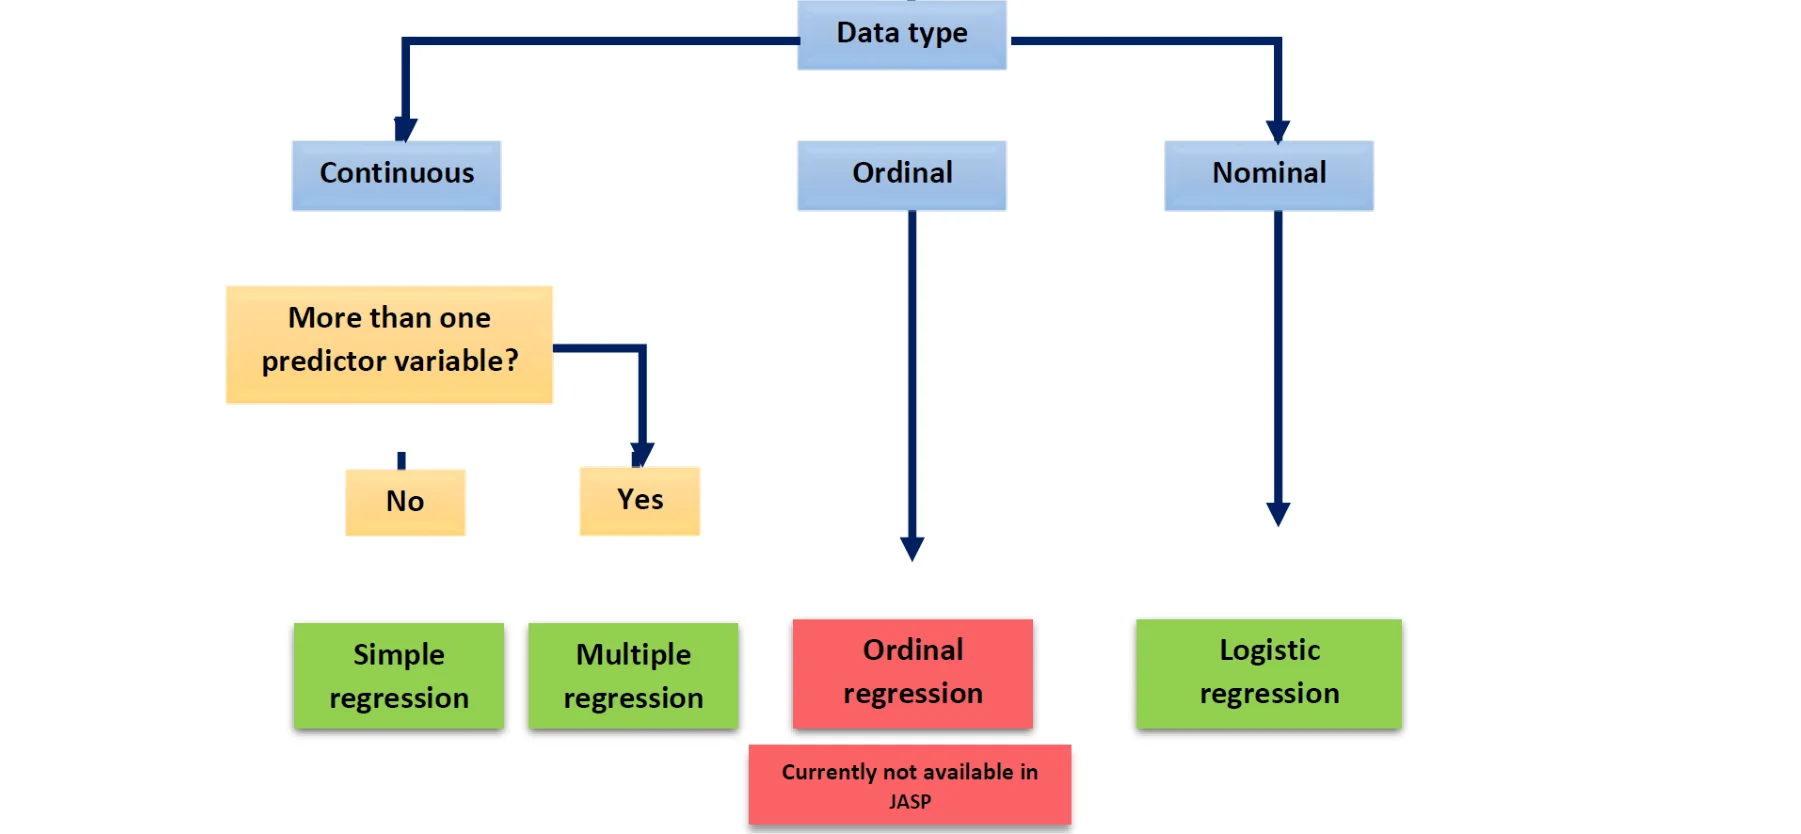 Data type
Continuous
Ordinal
Nominal
More than one
predictor variable?
No
Yes
Simple
regression
Multiple
regression
Ordinal
regression
Logistic
regression
Currently not available in
JASP